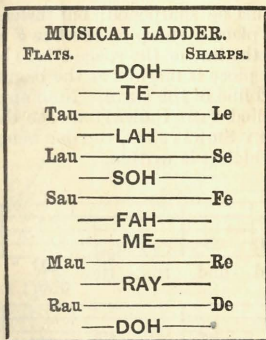 MUSICAL LADDER.
FLATS. SHARPS.
DOH
TE
Tau Le
LAH
Lau Se
SOH
Sau Fe
FAH
ME
Mau Re
RAY
Rau De
DOH